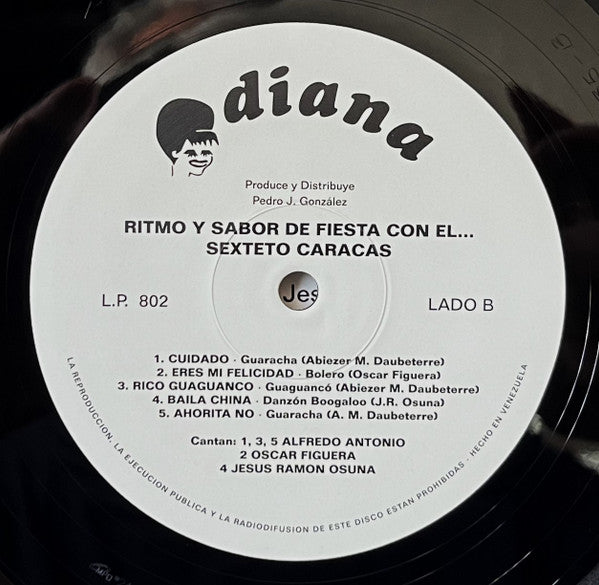 diana
Produce y Distribuye
Pedro J. González
RITMO Y SABOR DE FIESTA CON EL...
SEXTETO CARACAS
Jes
L.P. 802
LADO B
1. CUIDADO - Guaracha (Abiezer M. Daubeterre)
2. ERES MI FELICIDAD - Bolero (Oscar Figuera)
3. RICO GUAGUANCO - Guaguancó (Abiezer M. Daubeterre)
4. BAILA CHINA - Danzón Boogaloo (J.R. Osuna)
5. AHORITA NO - Guaracha (A. M. Daubeterre)
Cantan: 1, 3, 5 ALFREDO ANTONIO
2 OSCAR FIGUERA
4 JESUS RAMON OSUNA
LA REPRODUCCION, LA EJECUCION PUBLICA Y LA RADIODIFUSION DE ESTE DISCO ESTAN PROHIBIDAS - HECHO EN VENEZUELA